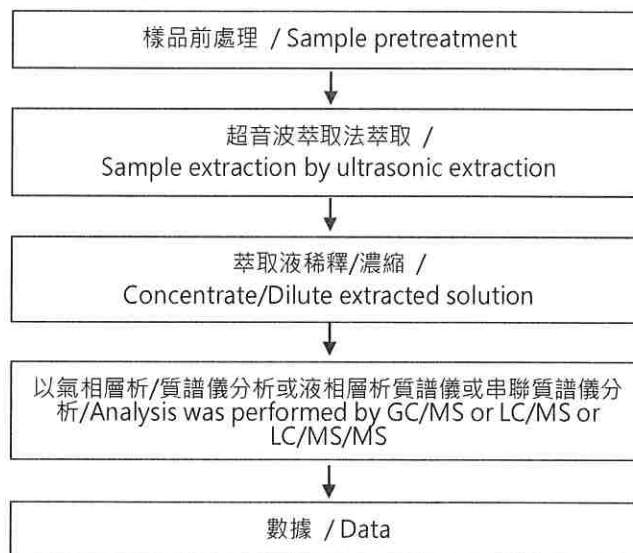 樣品前處理 / Sample pretreatment
超音波萃取法萃取 /
Sample extraction by ultrasonic extraction
萃取液稀釋/濃縮 /
Concentrate/Dilute extracted solution
以氣相層析/質譜儀分析或液相層析質譜儀或串聯質譜儀分
析/Analysis was performed by GC/MS or LC/MS or
LC/MS/MS
數據 / Data